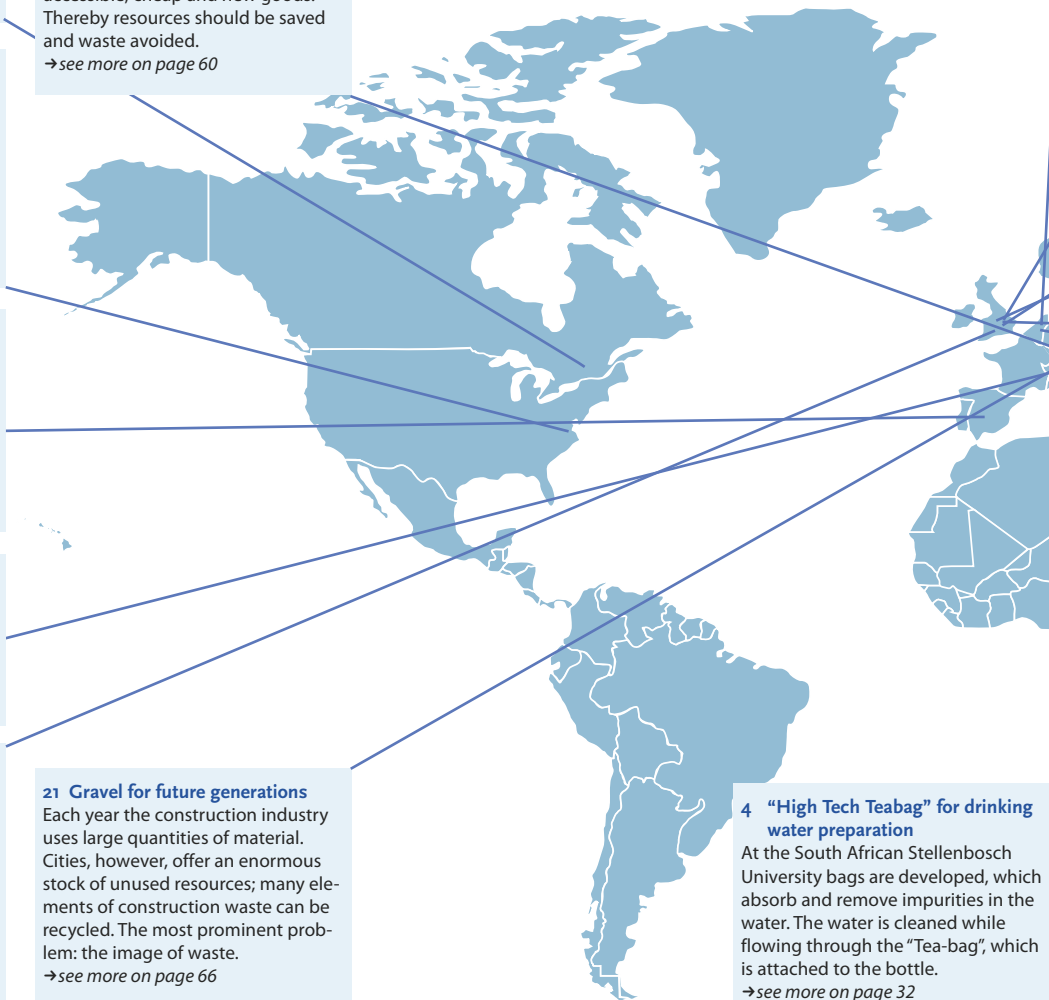 Thereby resources should be saved
and waste avoided.
→see more on page 60
21 Gravel for future generations
Each year the construction industry
uses large quantities of material.
Cities, however, offer an enormous
stock of unused resources; many ele-
ments of construction waste can be
recycled. The most prominent prob-
lem: the image of waste.
→see more on page 66
4 “High Tech Teabag” for drinking
water preparation
At the South African Stellenbosch
University bags are developed, which
absorb and remove impurities in the
water. The water is cleaned while
flowing through the “Tea-bag”, which
is attached to the bottle.
→see more on page 32